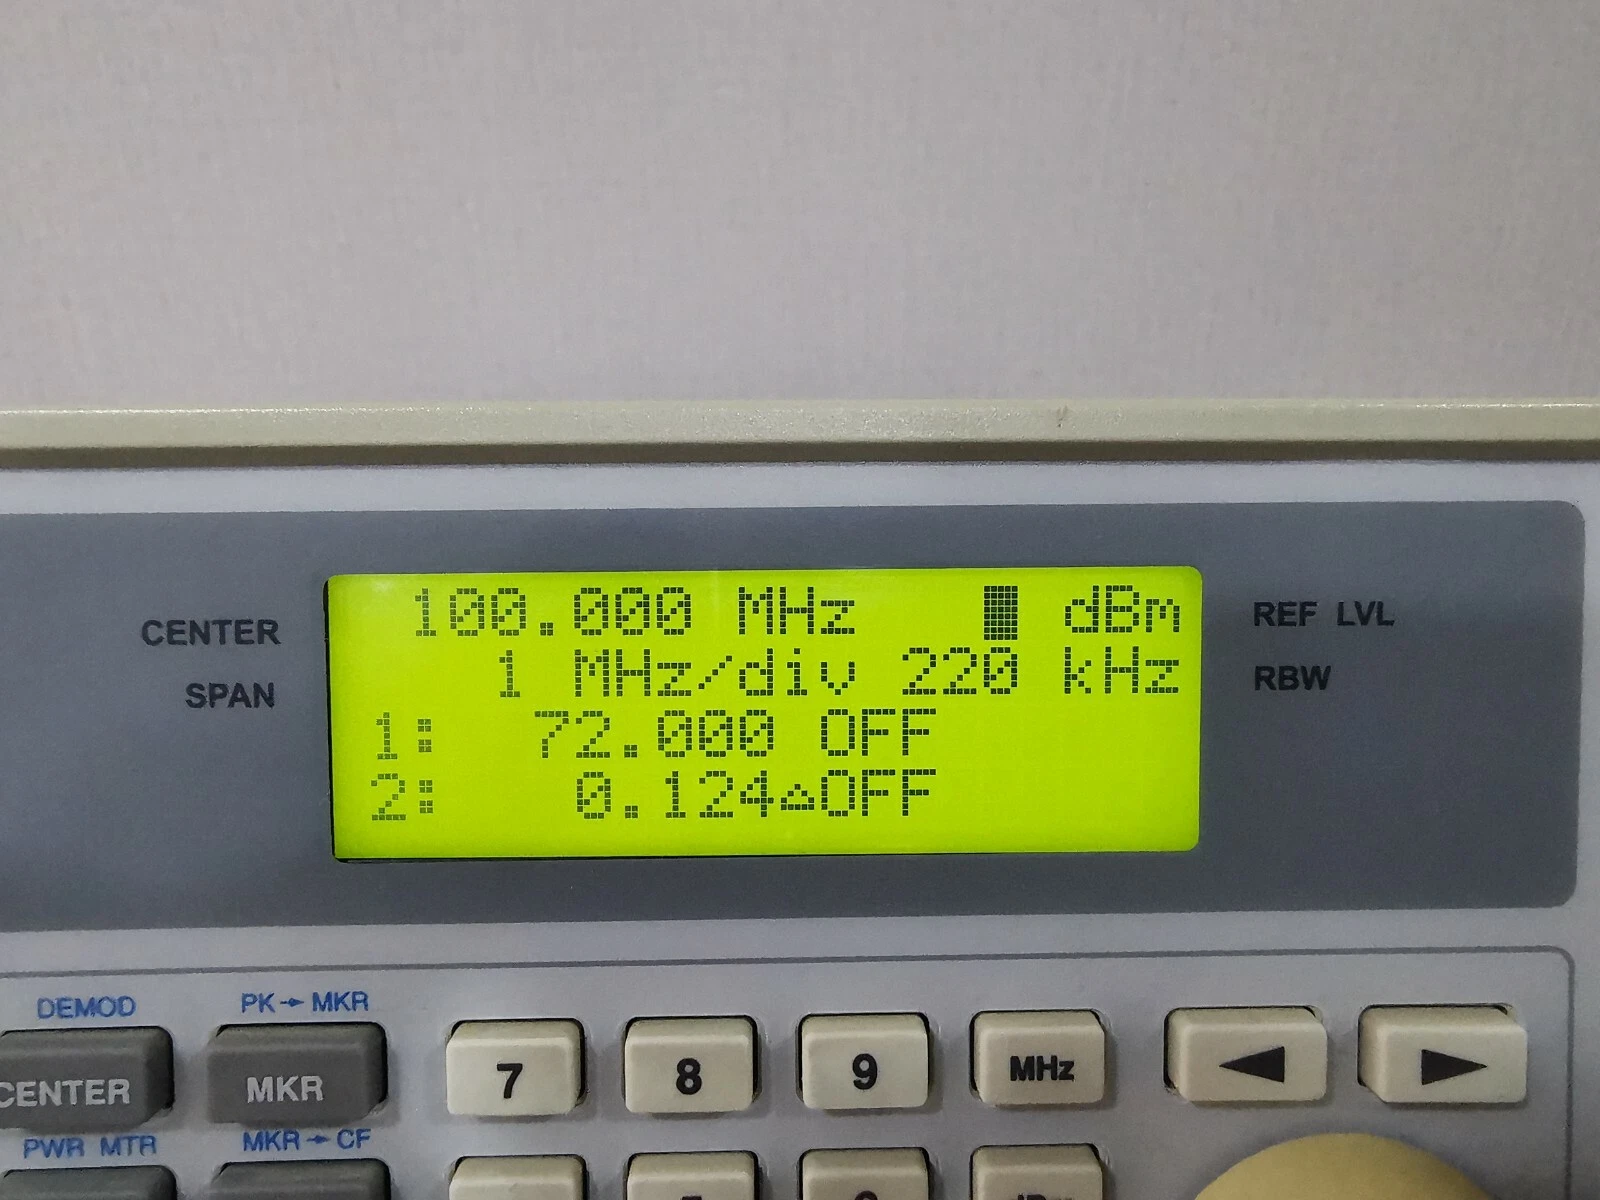 CENTER 100.000 MHz █ dBm REF LVL
SPAN 1 MHz/div 220 kHz RBW
1: 72.000 OFF
2: 0.124△OFF
DEMOD PK→MKR
CENTER MKR 7 8 9 MHz ◀ ▶
PWR MTR MKR→CF